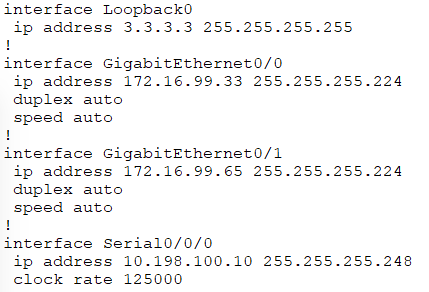 interface Loopback0
 ip address 3.3.3.3 255.255.255.255
!
interface GigabitEthernet0/0
 ip address 172.16.99.33 255.255.255.224
 duplex auto
 speed auto
!
interface GigabitEthernet0/1
 ip address 172.16.99.65 255.255.255.224
 duplex auto
 speed auto
!
interface Serial0/0/0
 ip address 10.198.100.10 255.255.255.248
 clock rate 125000